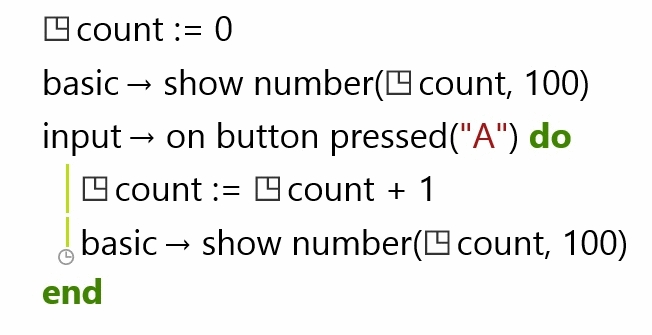 count := 0
basic → show number(count, 100)
input → on button pressed("A") do
count := count + 1
basic → show number(count, 100)
end